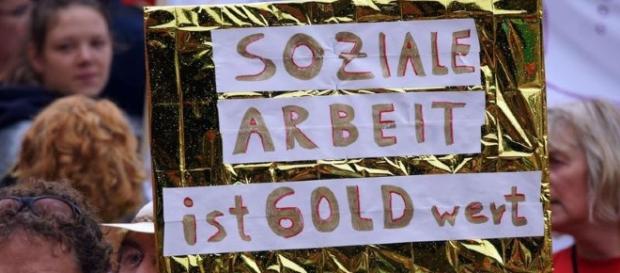 SOZIALE
ARBEIT
ist GOLD wert